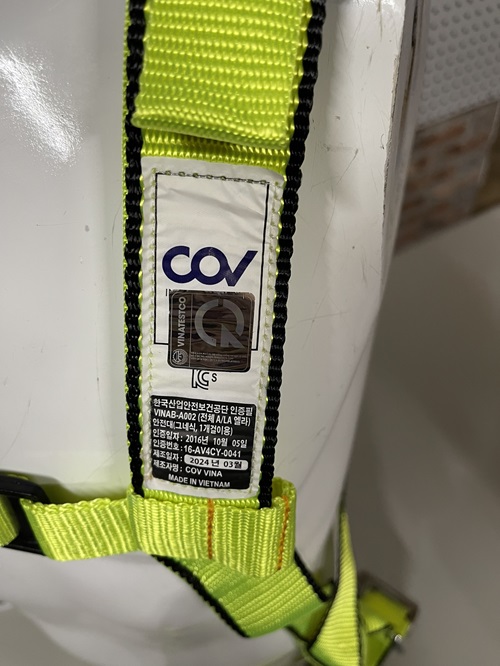 COV
VINATESTCO
QR
KCs
한국산업안전보건공단 인증필
VINAB-A002 (전체 A/LA 엘라)
안전대(그네식, 1개걸이용)
인증일자: 2016년 10월 05일
인증번호: 16-AV4CY-0041
제조일자: 2024년 03월
제조자명: COV VINA
MADE IN VIETNAM